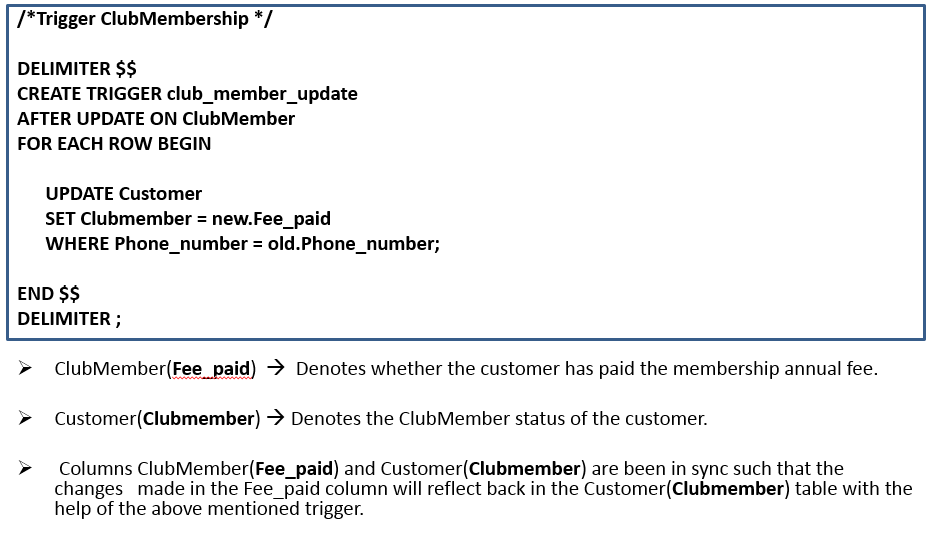 /*Trigger ClubMembership */
DELIMITER $$
CREATE TRIGGER club_member_update
AFTER UPDATE ON ClubMember
FOR EACH ROW BEGIN
UPDATE Customer
SET Clubmember = new.Fee_paid
WHERE Phone_number = old.Phone_number;
END $$
DELIMITER ;
➢ ClubMember(Fee_paid) → Denotes whether the customer has paid the membership annual fee.
➢ Customer(Clubmember) → Denotes the ClubMember status of the customer.
➢ Columns ClubMember(Fee_paid) and Customer(Clubmember) are been in sync such that the
changes made in the Fee_paid column will reflect back in the Customer(Clubmember) table with the
help of the above mentioned trigger.